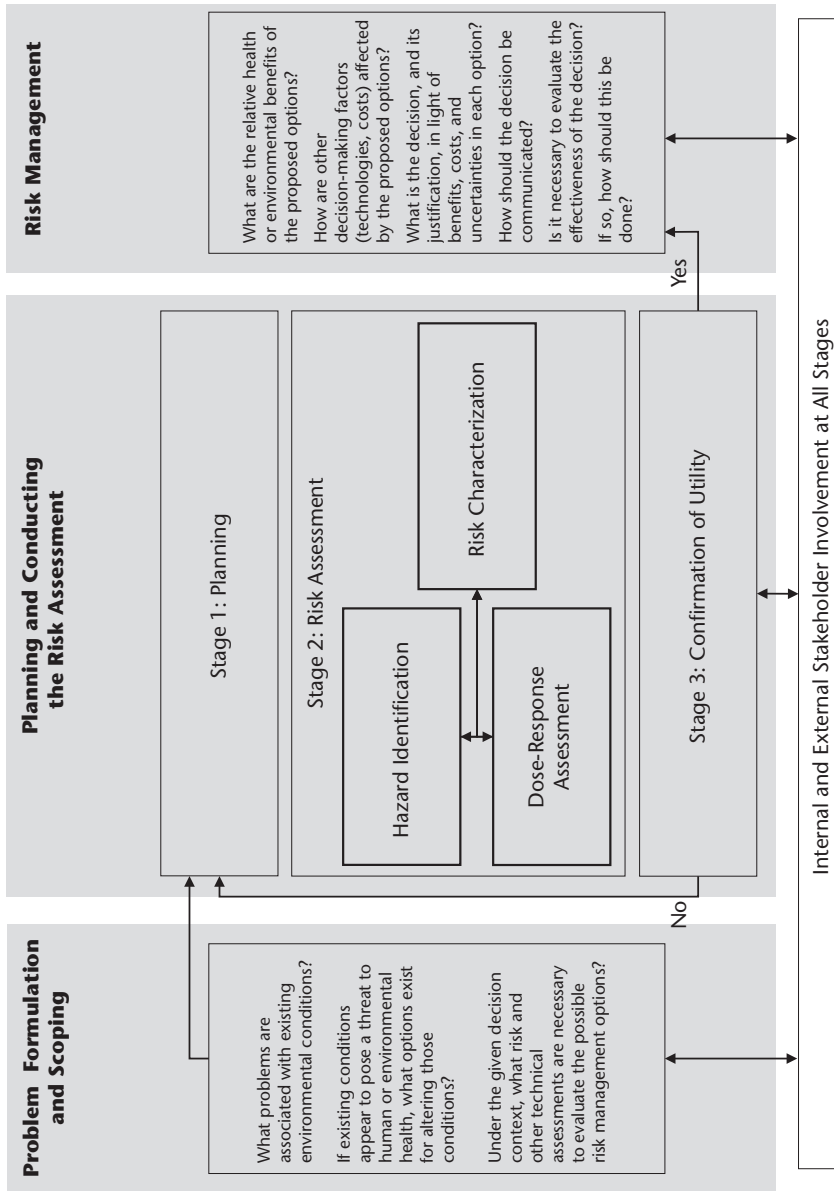 Problem Formulation
and Scoping
What problems are
associated with existing
environmental conditions?
If existing conditions
appear to pose a threat to
human or environmental
health, what options exist
for altering those
conditions?
Under the given decision
context, what risk and
other technical
assessments are necessary
to evaluate the possible
risk management options?
Planning and Conducting
the Risk Assessment
Stage 1: Planning
Stage 2: Risk Assessment
Hazard Identification
Dose-Response
Assessment
Risk Characterization
Stage 3: Confirmation of Utility
No
Yes
Risk Management
What are the relative health
or environmental benefits of
the proposed options?
How are other
decision-making factors
(technologies, costs) affected
by the proposed options?
What is the decision, and its
justification, in light of
benefits, costs, and
uncertainties in each option?
How should the decision be
communicated?
Is it necessary to evaluate the
effectiveness of the decision?
If so, how should this be
done?
Internal and External Stakeholder Involvement at All Stages